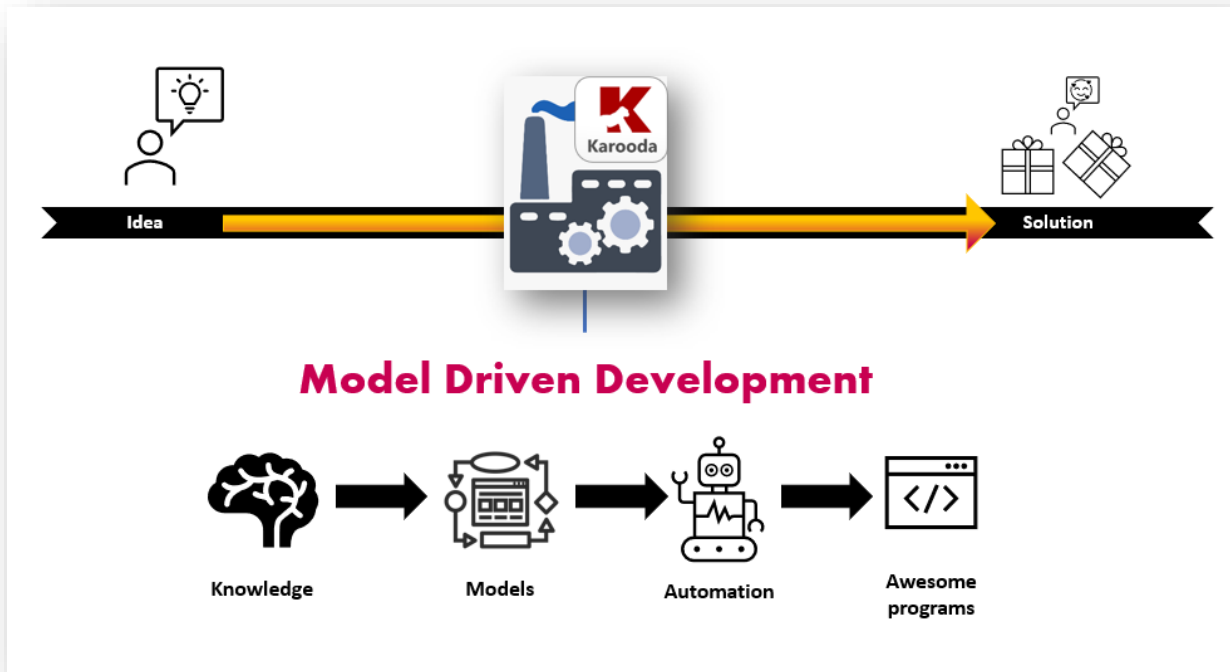 Karooda
Idea
Solution
Model Driven Development
</>
Knowledge
Models
Automation
Awesome
programs